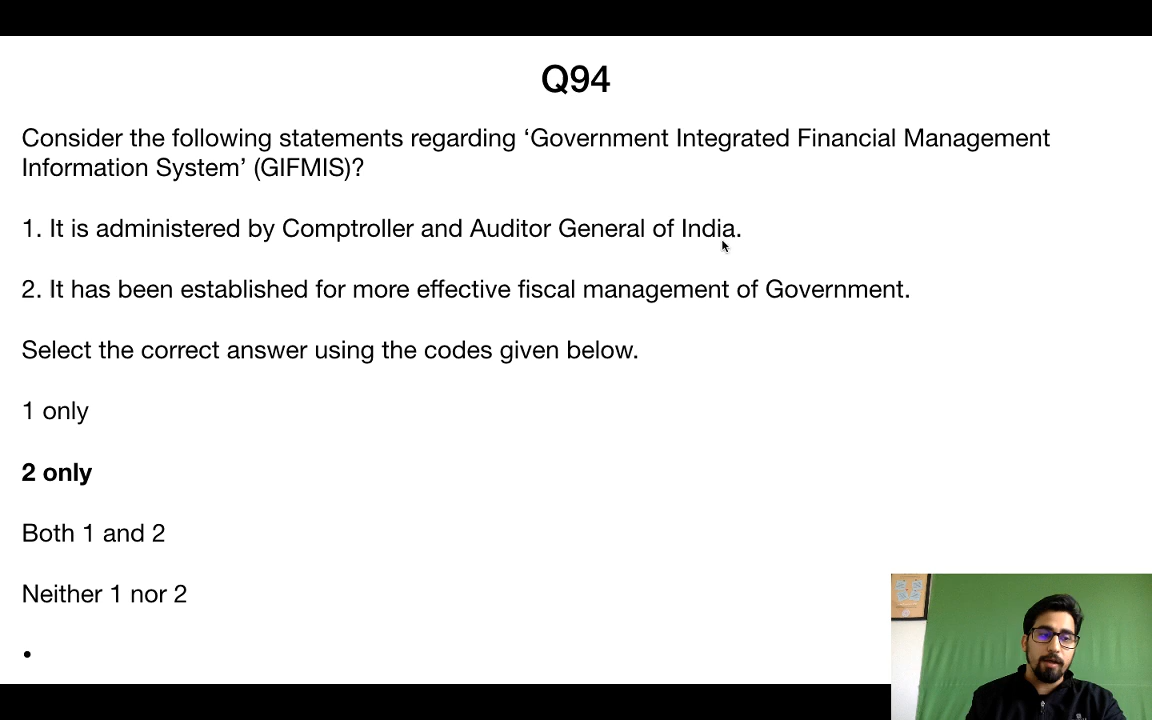 Q94
Consider the following statements regarding ‘Government Integrated Financial Management
Information System’ (GIFMIS)?
1. It is administered by Comptroller and Auditor General of India.
2. It has been established for more effective fiscal management of Government.
Select the correct answer using the codes given below.
1 only
2 only
Both 1 and 2
Neither 1 nor 2
•